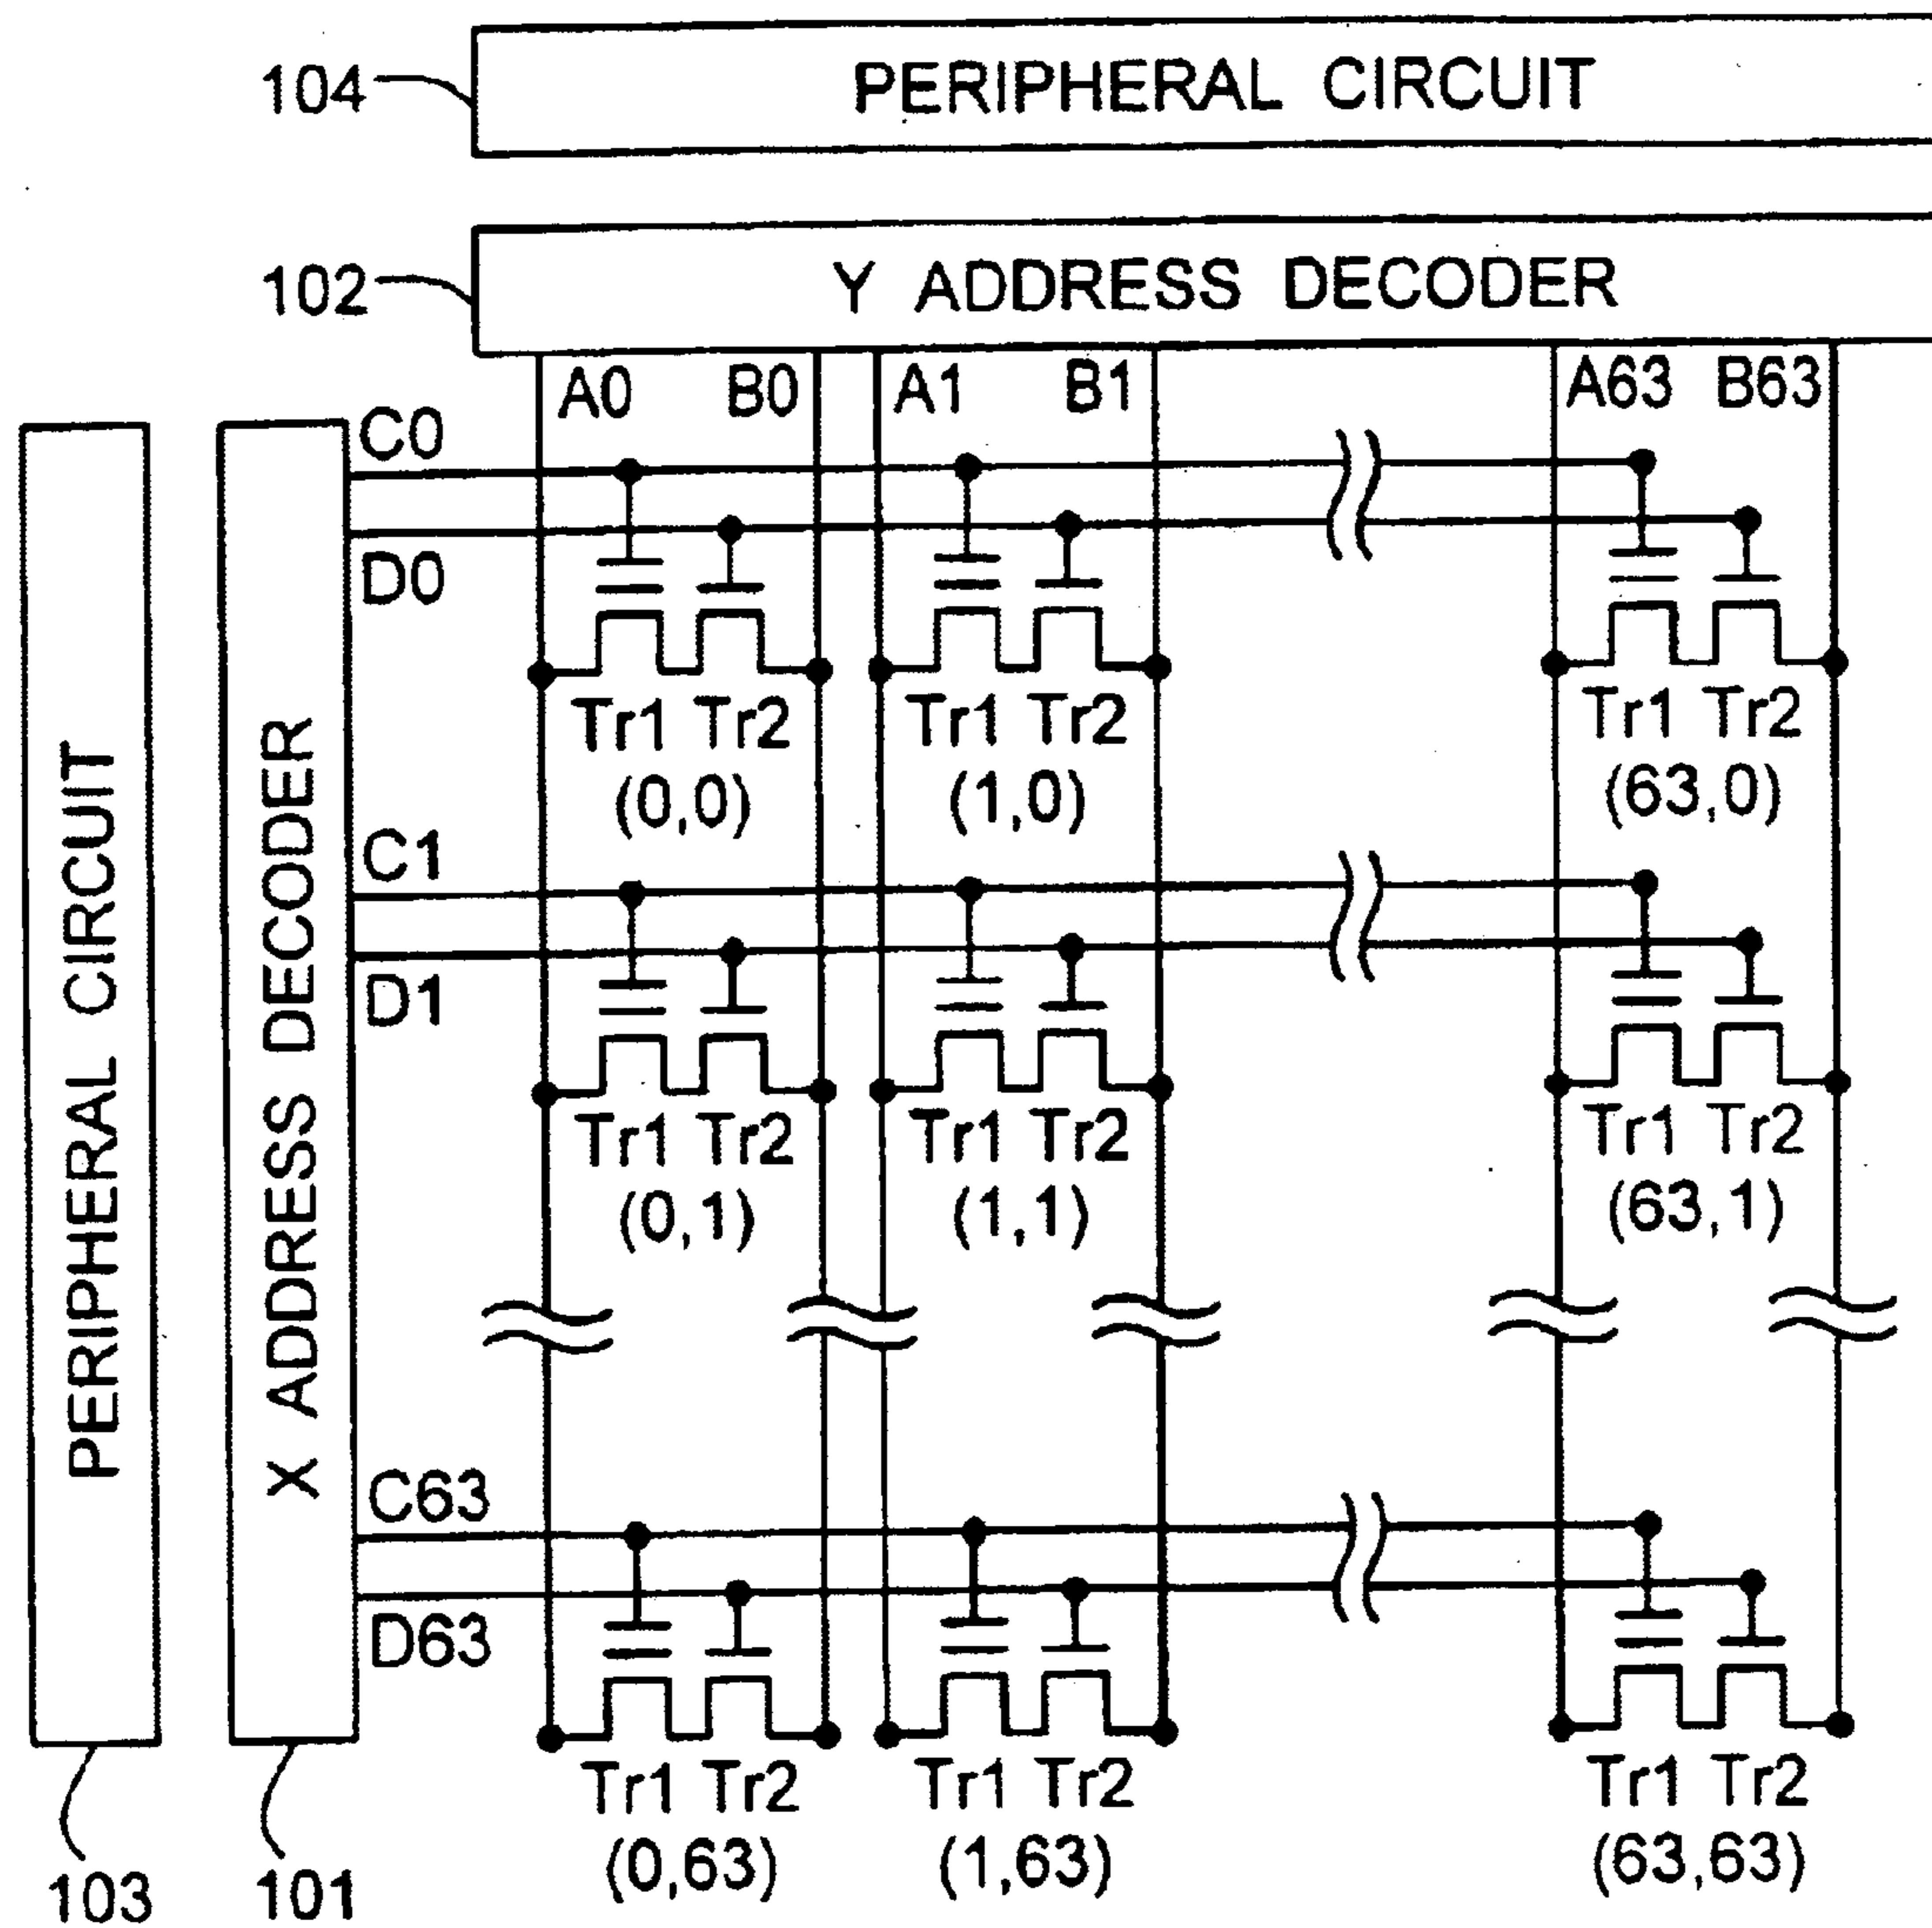 104 PERIPHERAL CIRCUIT
102 Y ADDRESS DECODER
A0 B0 A1 B1 A63 B63
C0
D0
Tr1 Tr2 Tr1 Tr2 Tr1 Tr2
(0,0) (1,0) (63,0)
PERIPHERAL CIRCUIT
X ADDRESS DECODER
C1
D1
Tr1 Tr2 Tr1 Tr2 Tr1 Tr2
(0,1) (1,1) (63,1)
C63
D63
Tr1 Tr2 Tr1 Tr2 Tr1 Tr2
(0,63) (1,63) (63,63)
103 101